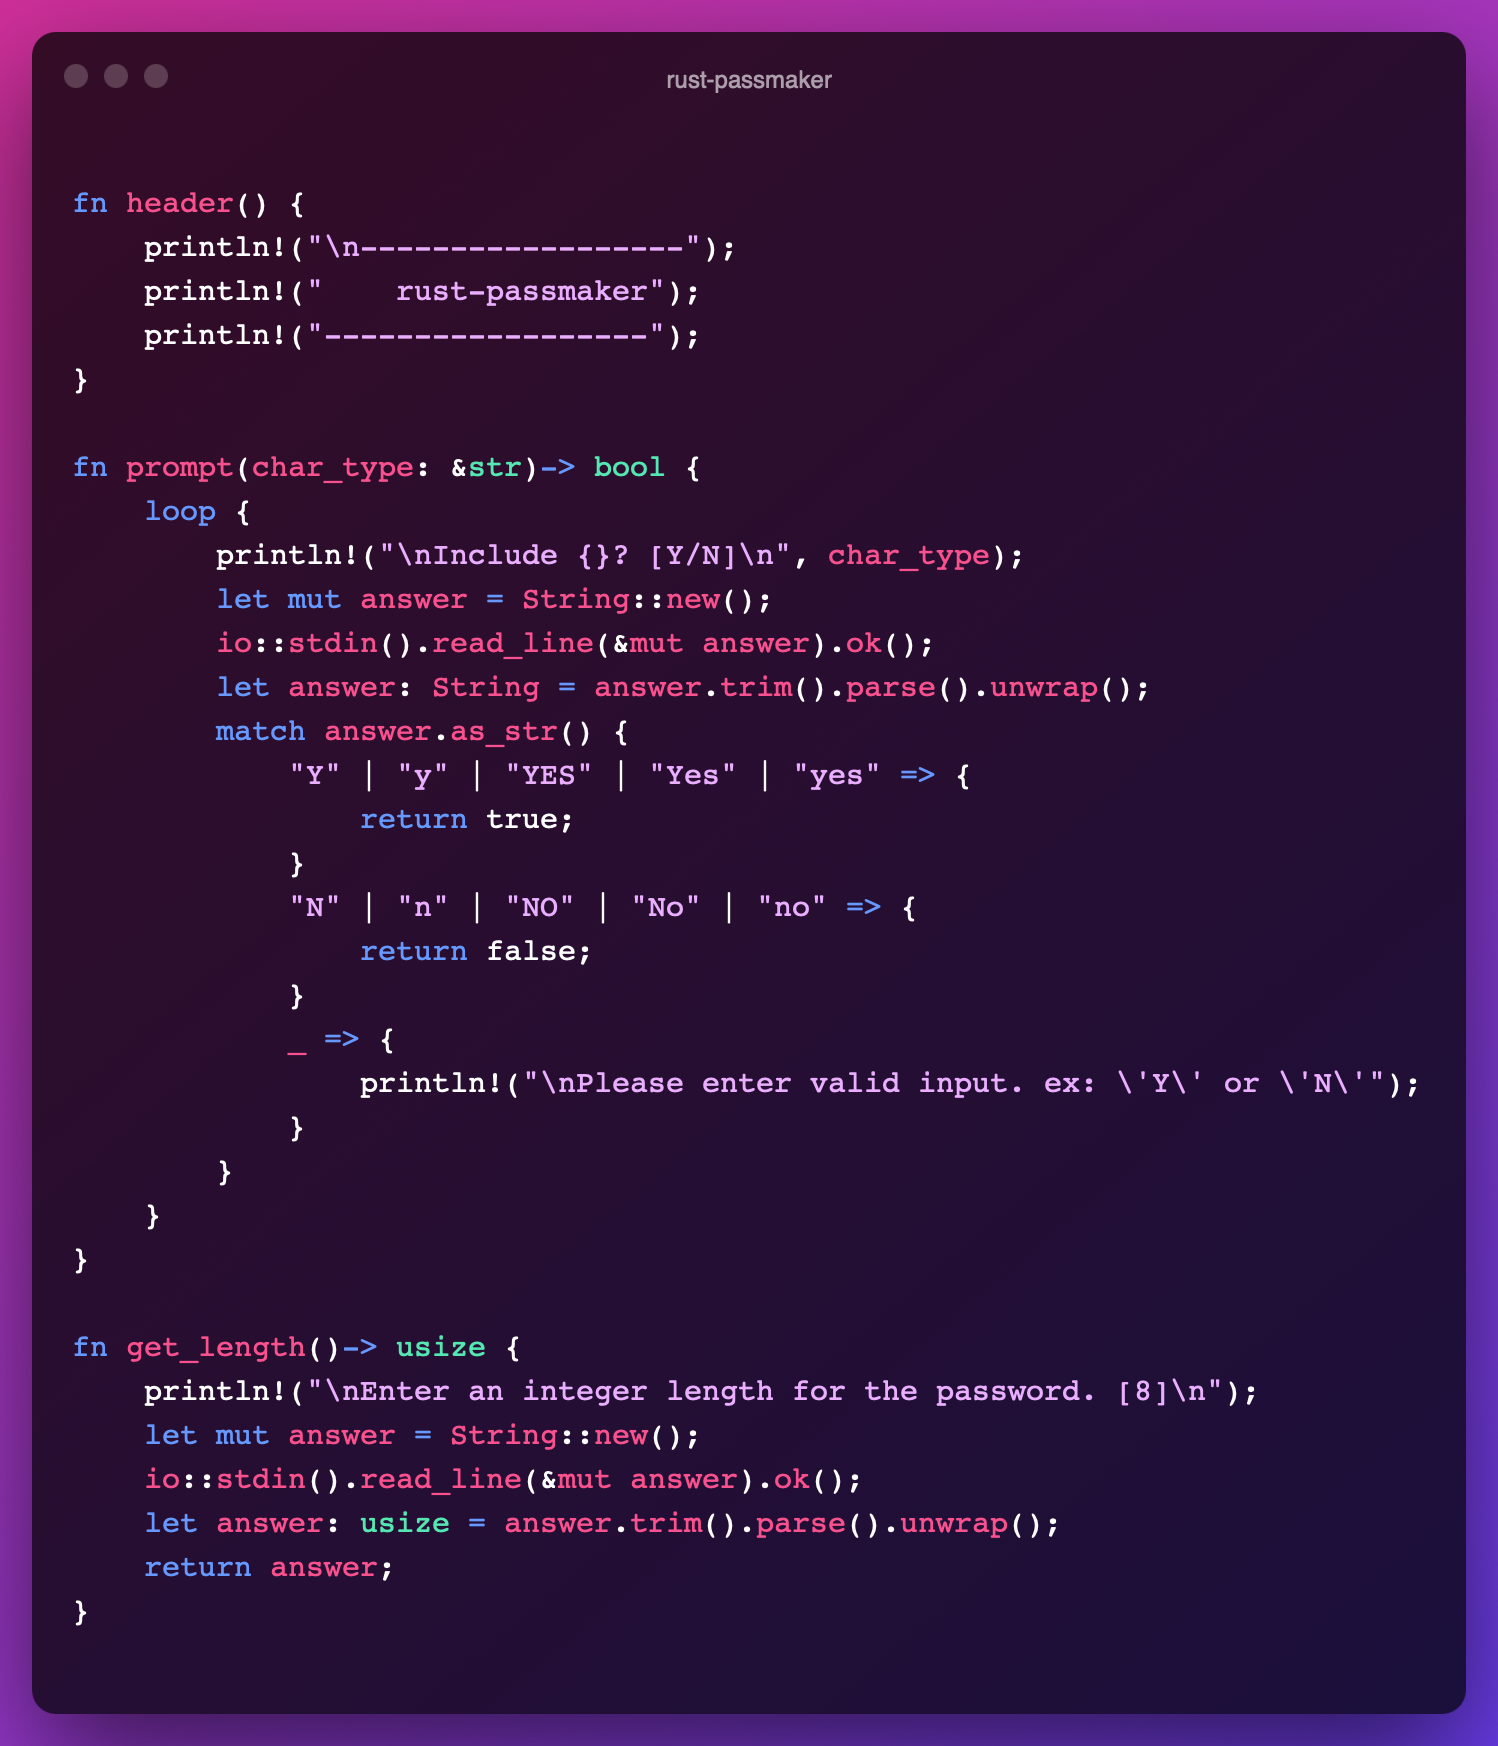 rust-passmaker
fn header() {
    println!("\n------------------");
    println!("    rust-passmaker");
    println!("------------------");
}
fn prompt(char_type: &str)-> bool {
    loop {
        println!("\nInclude {}? [Y/N]\n", char_type);
        let mut answer = String::new();
        io::stdin().read_line(&mut answer).ok();
        let answer: String = answer.trim().parse().unwrap();
        match answer.as_str() {
            "Y" | "y" | "YES" | "Yes" | "yes" => {
                return true;
            }
            "N" | "n" | "NO" | "No" | "no" => {
                return false;
            }
            _ => {
                println!("\nPlease enter valid input. ex: \'Y\' or \'N\'");
            }
        }
    }
}
fn get_length()-> usize {
    println!("\nEnter an integer length for the password. [8]\n");
    let mut answer = String::new();
    io::stdin().read_line(&mut answer).ok();
    let answer: usize = answer.trim().parse().unwrap();
    return answer;
}